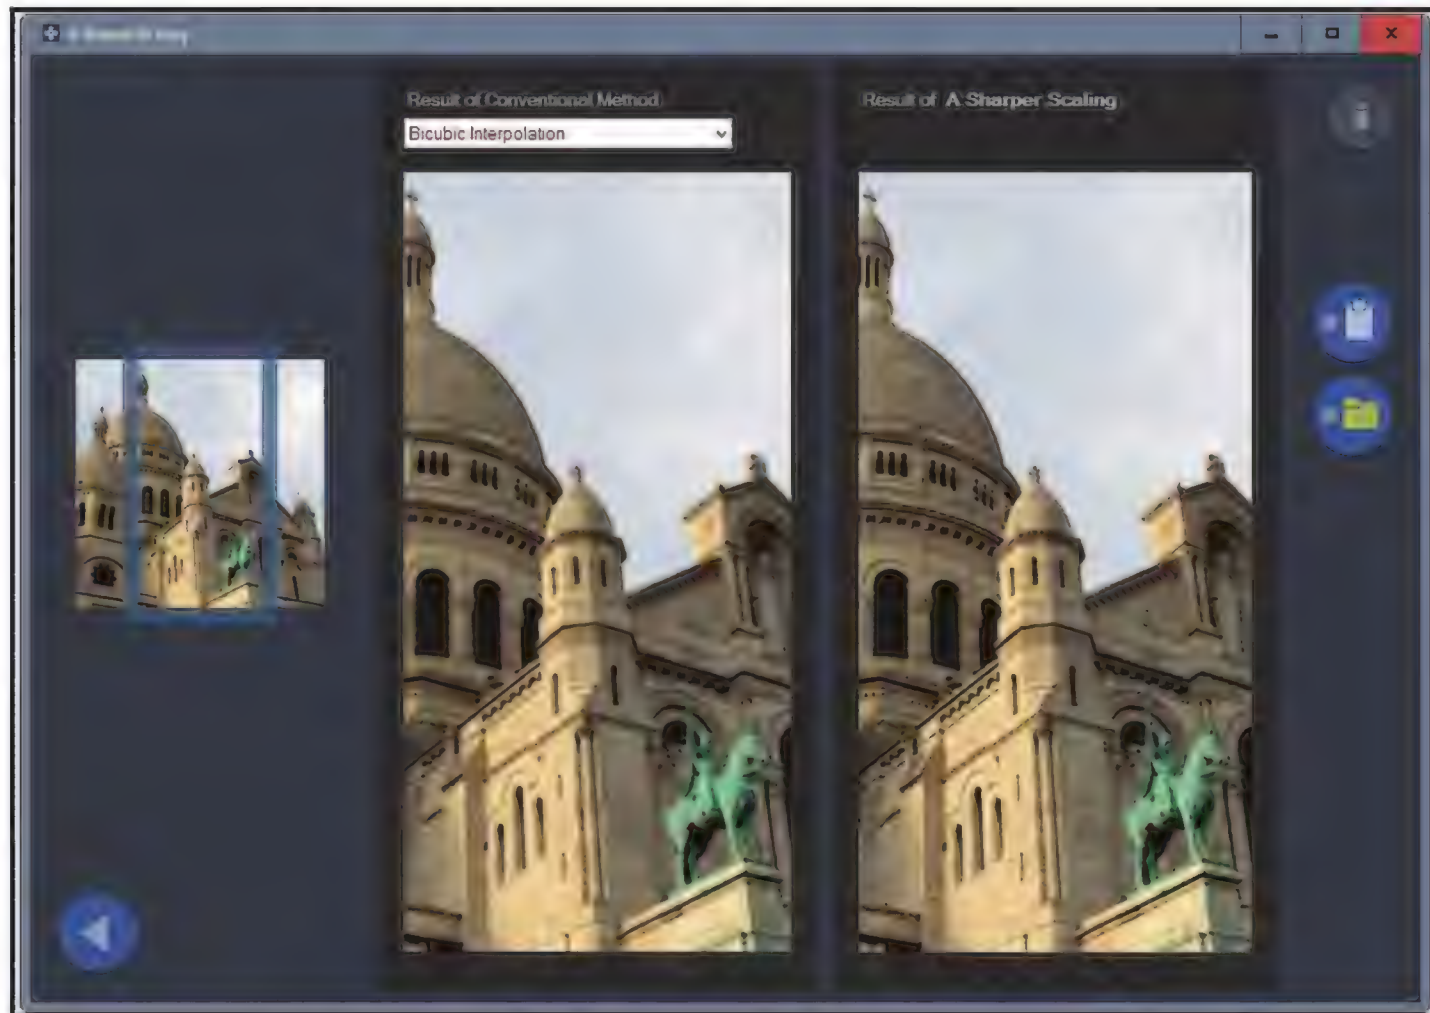 Result of Conventional Method
Bicubic Interpolation
Result of A Sharper Scaling